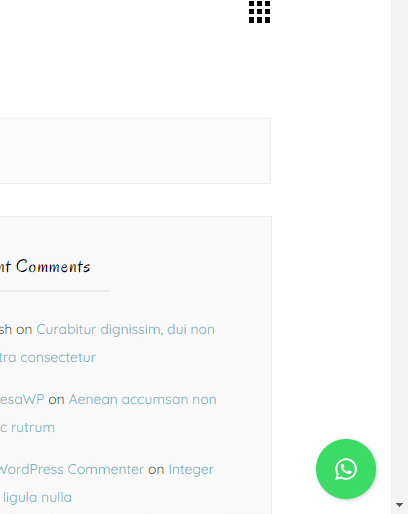 nt Comments
sh on Curabitur dignissim, dui non
tra consectetur
esaWP on Aenean accumsan non
c rutrum
WordPress Commenter on Integer
ligula nulla